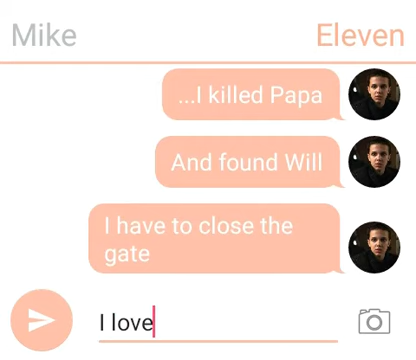 Mike Eleven
...I killed Papa
And found Will
I have to close the
gate
I love